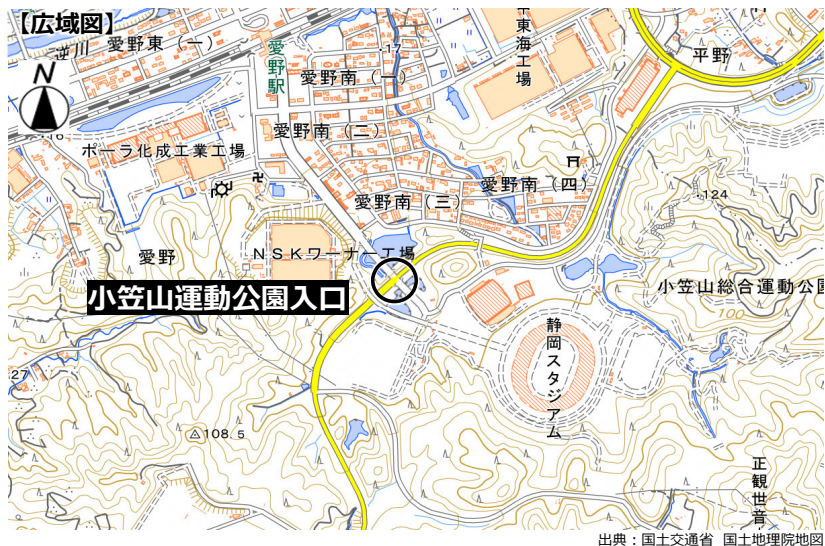 【広域図】
逆川
愛野東（一）
N
愛野駅
17
愛野南（一）
東海工場
平野
愛野南（二）
16
ポーラ化成工業工場
愛野南（四）
愛野南（三）
124
愛野
NSKワーナー工場
小笠山運動公園入口
小笠山総合運動公園
100
静岡スタジアム
27
108.5
正観世音
出典：国土交通省 国土地理院地図